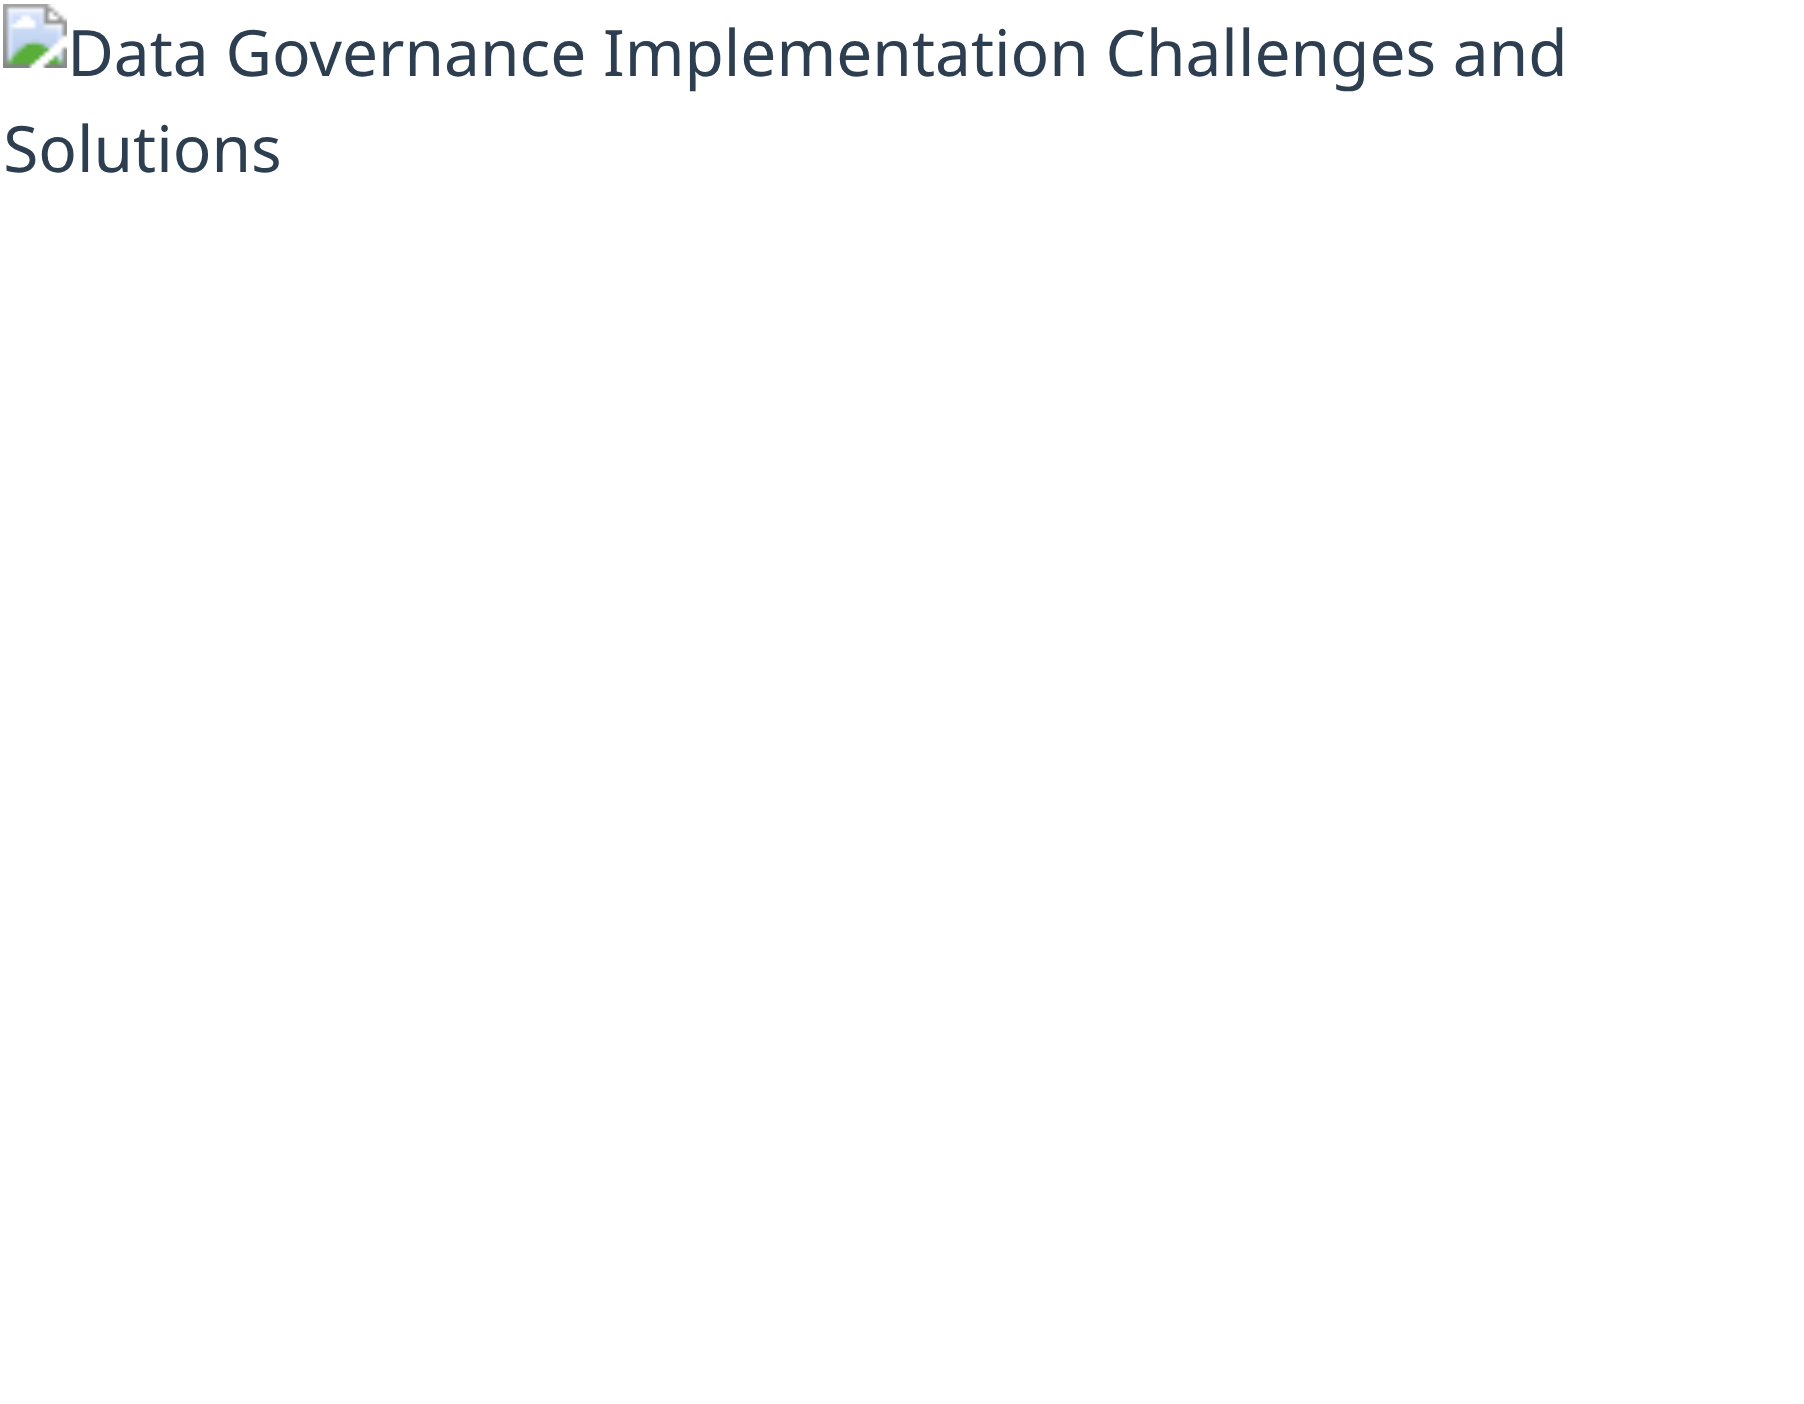 Data Governance Implementation Challenges and
Solutions